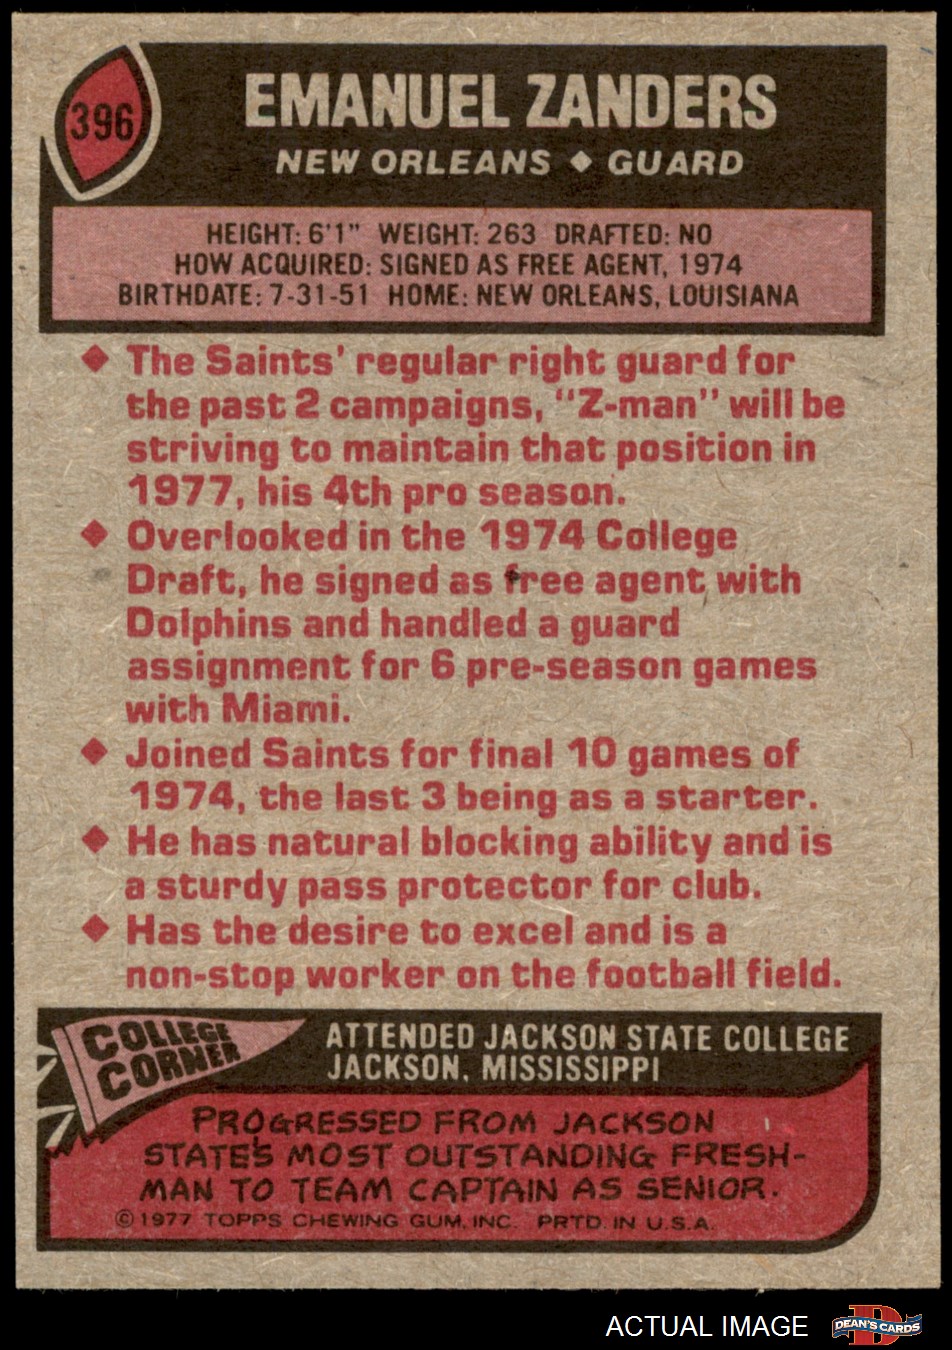 396
EMANUEL ZANDERS
NEW ORLEANS ◆ GUARD
HEIGHT: 6'1" WEIGHT: 263 DRAFTED: NO
HOW ACQUIRED: SIGNED AS FREE AGENT, 1974
BIRTHDATE: 7-31-51 HOME: NEW ORLEANS, LOUISIANA
◆ The Saints' regular right guard for
the past 2 campaigns, "Z-man" will be
striving to maintain that position in
1977, his 4th pro season.
◆ Overlooked in the 1974 College
Draft, he signed as free agent with
Dolphins and handled a guard
assignment for 6 pre-season games
with Miami.
◆ Joined Saints for final 10 games of
1974, the last 3 being as a starter.
◆ He has natural blocking ability and is
a sturdy pass protector for club.
◆ Has the desire to excel and is a
non-stop worker on the football field.
COLLEGE
CORNER
ATTENDED JACKSON STATE COLLEGE
JACKSON, MISSISSIPPI
PROGRESSED FROM JACKSON
STATE'S MOST OUTSTANDING FRESH-
MAN TO TEAM CAPTAIN AS SENIOR.
© 1977 TOPPS CHEWING GUM, INC. PRTD. IN U.S.A.
ACTUAL IMAGE
D
DEAN'S CARDS